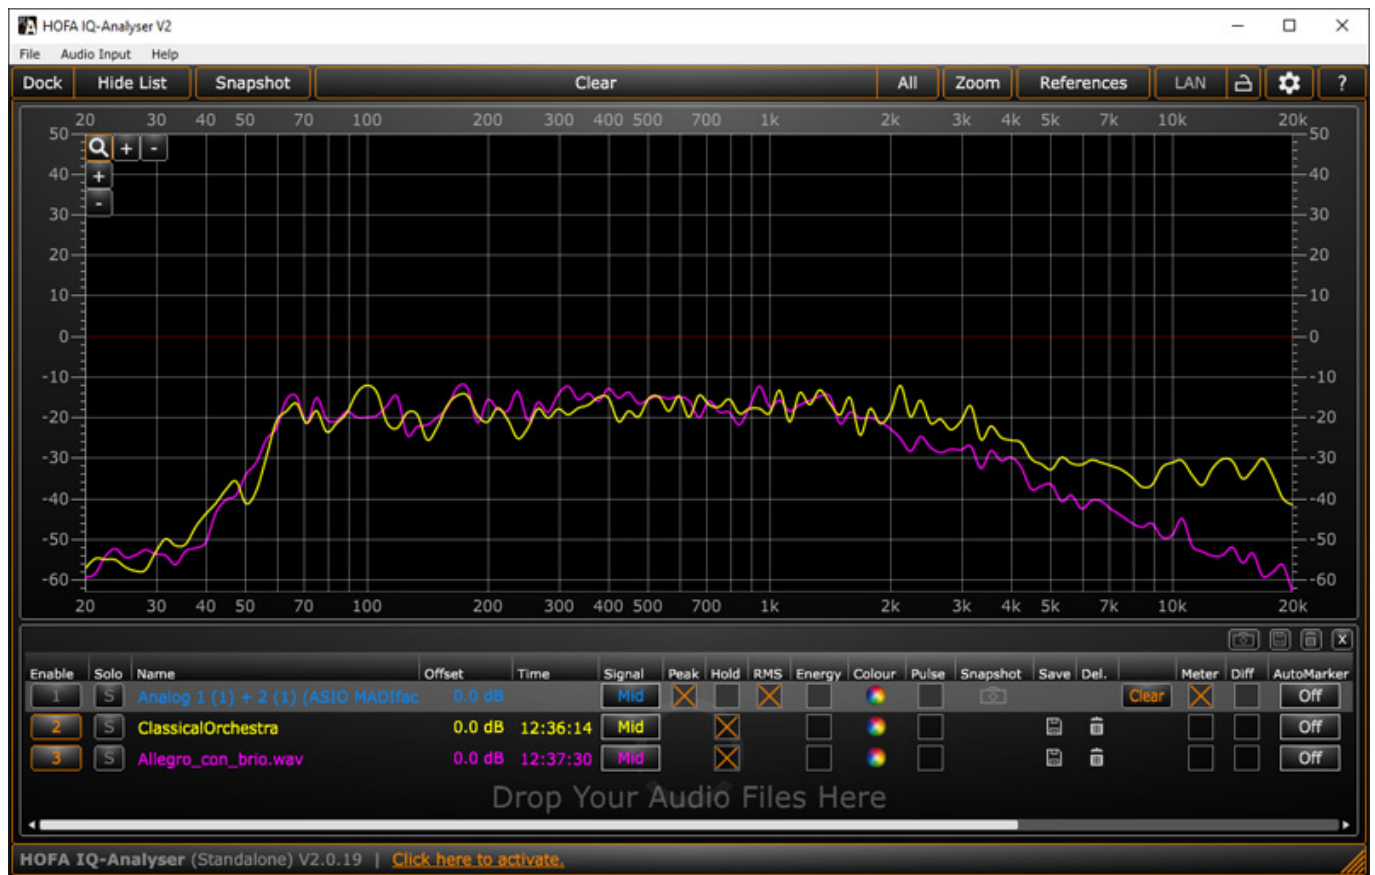 HOFA IQ-Analyser V2
File Audio Input Help
Dock Hide List Snapshot Clear All Zoom References LAN ?
20 30 40 50 70 100 200 300 400 500 700 1k 2k 3k 4k 5k 7k 10k 20k
50 50
+ -
40 + 40
30 - 30
20 20
10 10
0 0
-10 -10
-20 -20
-30 -30
-40 -40
-50 -50
-60 -60
20 30 40 50 70 100 200 300 400 500 700 1k 2k 3k 4k 5k 7k 10k 20k
X
Enable Solo Name Offset Time Signal Peak Hold RMS Energy Colour Pulse Snapshot Save Del. Meter Diff AutoMarker
1 S Analog 1 (1) + 2 (1) (ASIO MADIfac 0.0 dB Mid Clear Off
2 S ClassicalOrchestra 0.0 dB 12:36:14 Mid Off
3 S Allegro_con_brio.wav 0.0 dB 12:37:30 Mid Off
Drop Your Audio Files Here
HOFA IQ-Analyser (Standalone) V2.0.19 | Click here to activate.